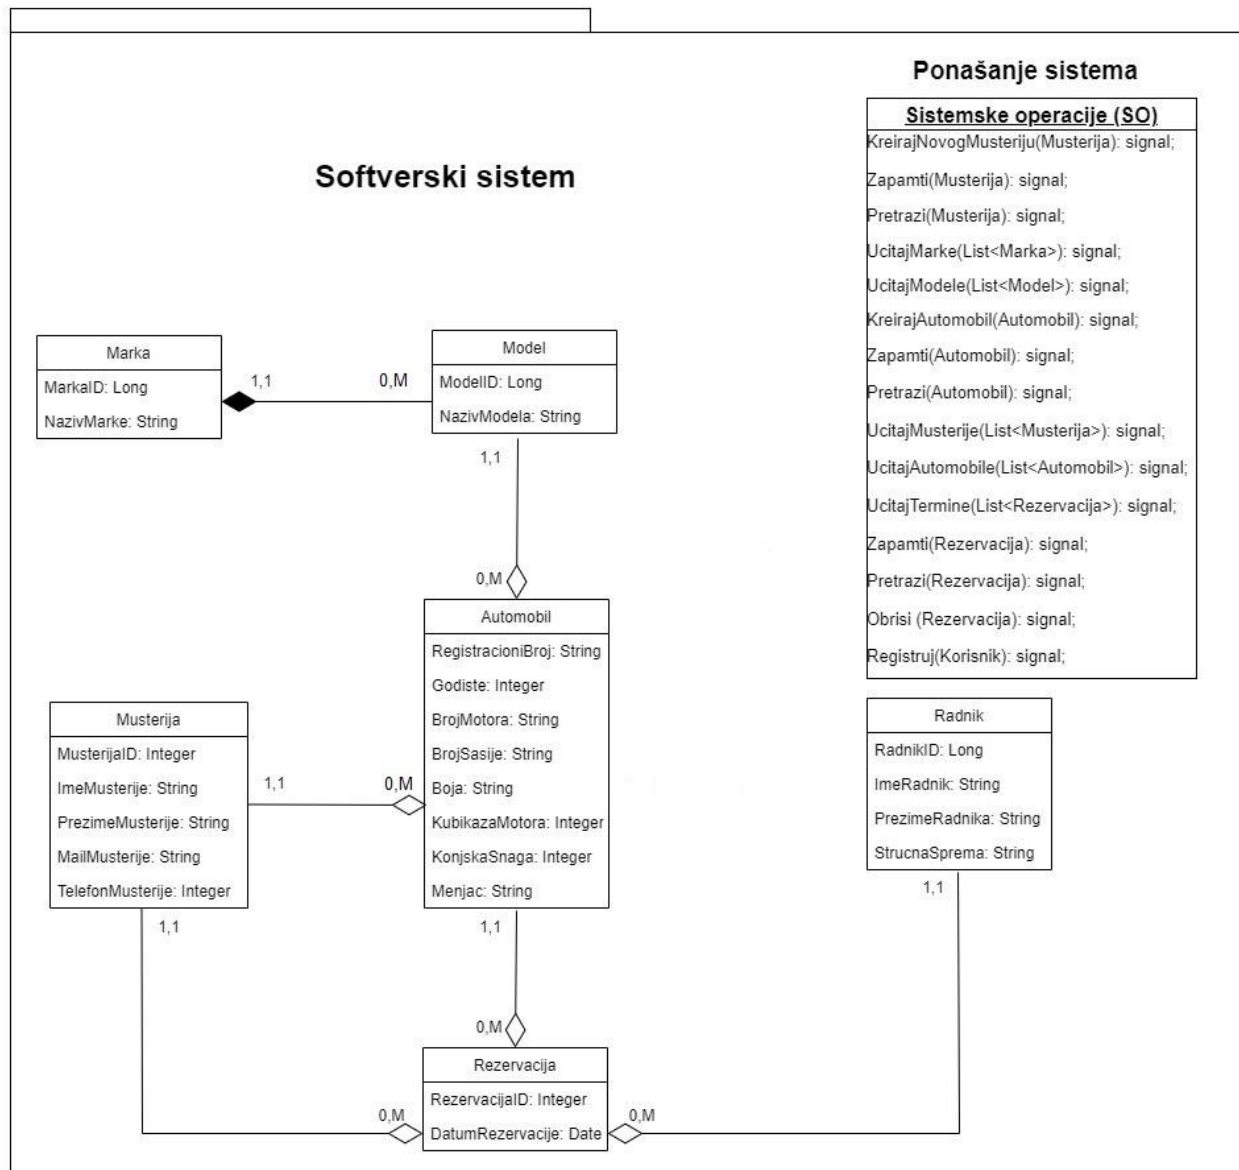 Ponašanje sistema
Sistemske operacije (SO)
KreirajNovogMusteriju(Musterija): signal;
Zapamti(Musterija): signal;
Pretrazi(Musterija): signal;
UcitajMarke(List<Marka>): signal;
UcitajModele(List<Model>): signal;
KreirajAutomobil(Automobil): signal;
Zapamti(Automobil): signal;
Pretrazi(Automobil): signal;
UcitajMusterije(List<Musterija>): signal;
UcitajAutomobile(List<Automobil>): signal;
UcitajTermine(List<Rezervacija>): signal;
Zapamti(Rezervacija): signal;
Pretrazi(Rezervacija): signal;
Obrisi (Rezervacija): signal;
Registruj(Korisnik): signal;
Softverski sistem
Marka
MarkaID: Long
NazivMarke: String
1,1
0,M
Model
ModelID: Long
NazivModela: String
1,1
0,M
Automobil
RegistracioniBroj: String
Godiste: Integer
BrojMotora: String
BrojSasije: String
Boja: String
KubikazaMotora: Integer
KonjskaSnaga: Integer
Menjac: String
Musterija
MusterijaID: Integer
ImeMusterije: String
PrezimeMusterije: String
MailMusterije: String
TelefonMusterije: Integer
1,1
0,M
Radnik
RadnikID: Long
ImeRadnik: String
PrezimeRadnika: String
StrucnaSprema: String
1,1
1,1
1,1
0,M
Rezervacija
RezervacijaID: Integer
DatumRezervacije: Date
0,M
0,M